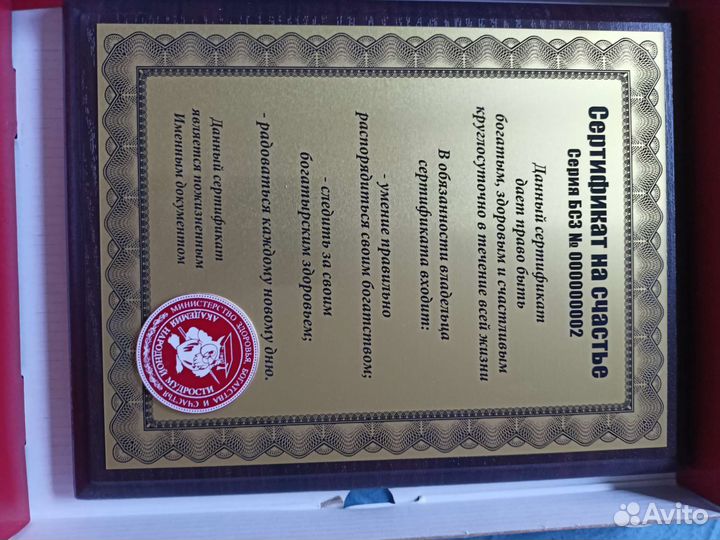 Сертификат на счастье
Серия БСЗ № 000000002
Данный сертификат
дает право быть
богатым, здоровым и счастливым
круглосуточно в течение всей жизни
В обязанности владельца
сертификата входит:
- умение правильно
распорядиться своим богатством;
- следить за своим
богатырским здоровьем;
- радоваться каждому новому дню.
Данный сертификат
является пожизненным
Именным документом
МИНИСТЕРСТВО ЗДОРОВЬЯ, БОГАТСТВА И СЧАСТЬЯ
АКАДЕМИЯ НАРОДНОЙ МУДРОСТИ
Avito